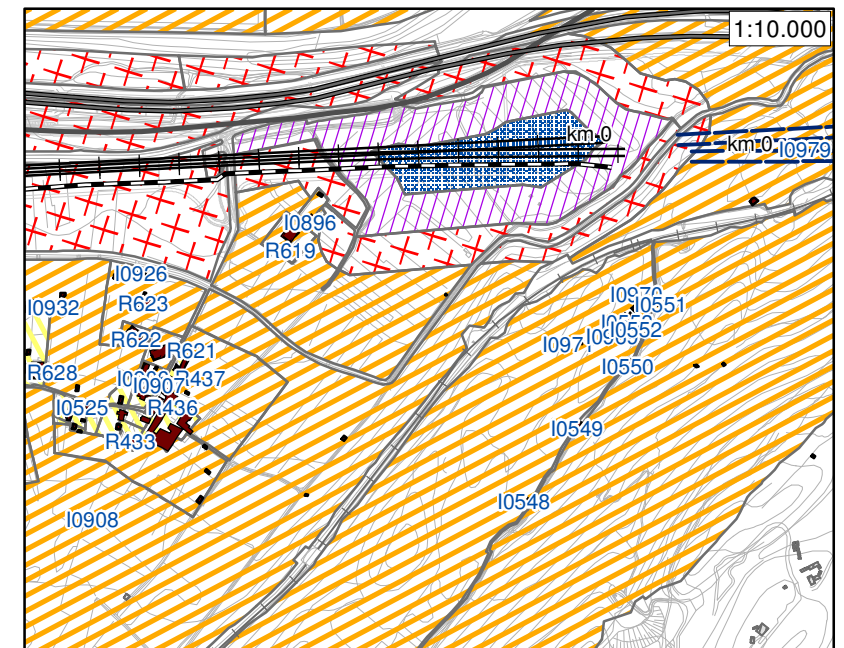 1:10.000
km 0
km 0
I0979
I0896
R619
I0926
I0932
R623
I0551
I0552
R622
R621
R628
I0550
R437
I0907
I0525
R436
I0549
R433
I0548
I0908